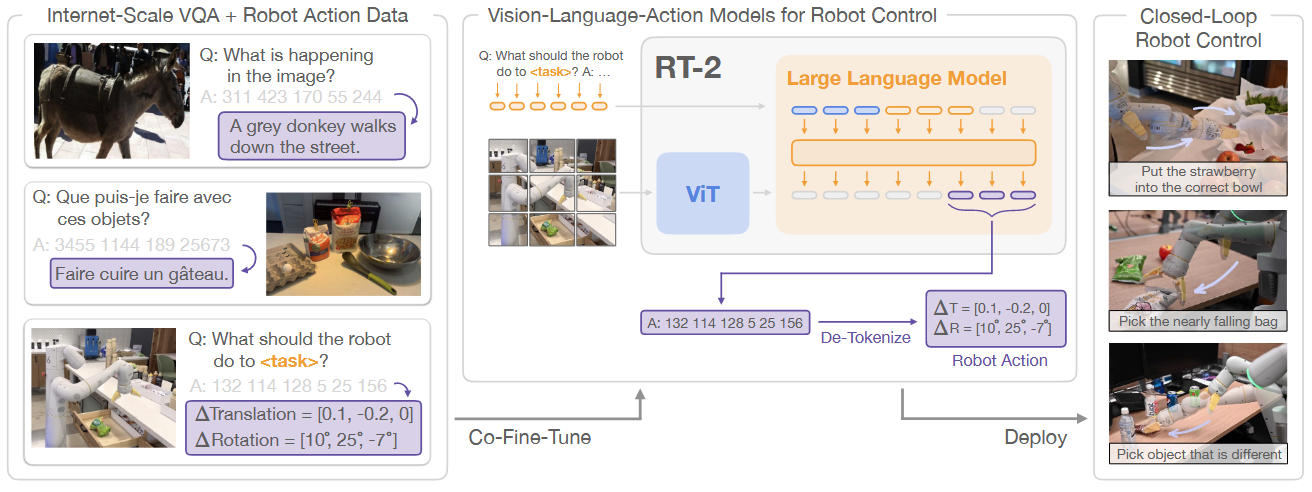 Internet-Scale VQA + Robot Action Data
Q: What is happening
in the image?
A: 311 423 170 55 244
A grey donkey walks
down the street.
Q: Que puis-je faire avec
ces objets?
A: 3455 1144 189 25673
Faire cuire un gâteau.
Q: What should the robot
do to <task>?
A: 132 114 128 5 25 156
ΔTranslation = [0.1, -0.2, 0]
ΔRotation = [10°, 25°, -7°]
Co-Fine-Tune
Vision-Language-Action Models for Robot Control
Q: What should the robot
do to <task>? A: …
RT-2
Large Language Model
ViT
A: 132 114 128 5 25 156
De-Tokenize
ΔT = [0.1, -0.2, 0]
ΔR = [10°, 25°, -7°]
Robot Action
Deploy
Closed-Loop
Robot Control
Put the strawberry
into the correct bowl
Pick the nearly falling bag
Pick object that is different